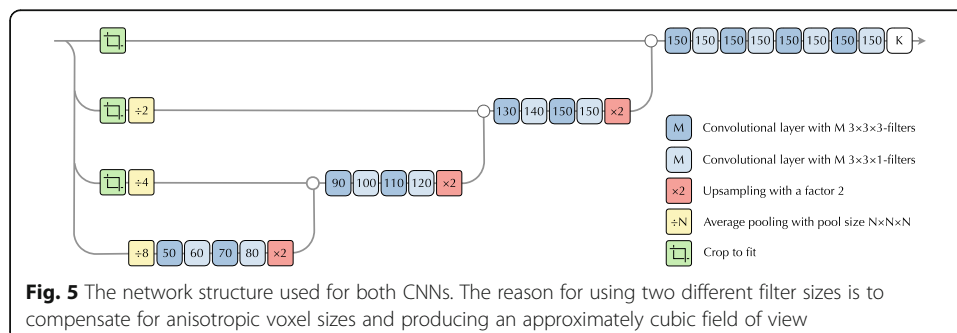 150 150 150 150 150 150 150 150 K
÷2 130 140 150 150 ×2
M Convolutional layer with M 3×3×3-filters
M Convolutional layer with M 3×3×1-filters
÷4 90 100 110 120 ×2
×2 Upsampling with a factor 2
÷N Average pooling with pool size N×N×N
÷8 50 60 70 80 ×2
Crop to fit
Fig. 5 The network structure used for both CNNs. The reason for using two different filter sizes is to
compensate for anisotropic voxel sizes and producing an approximately cubic field of view